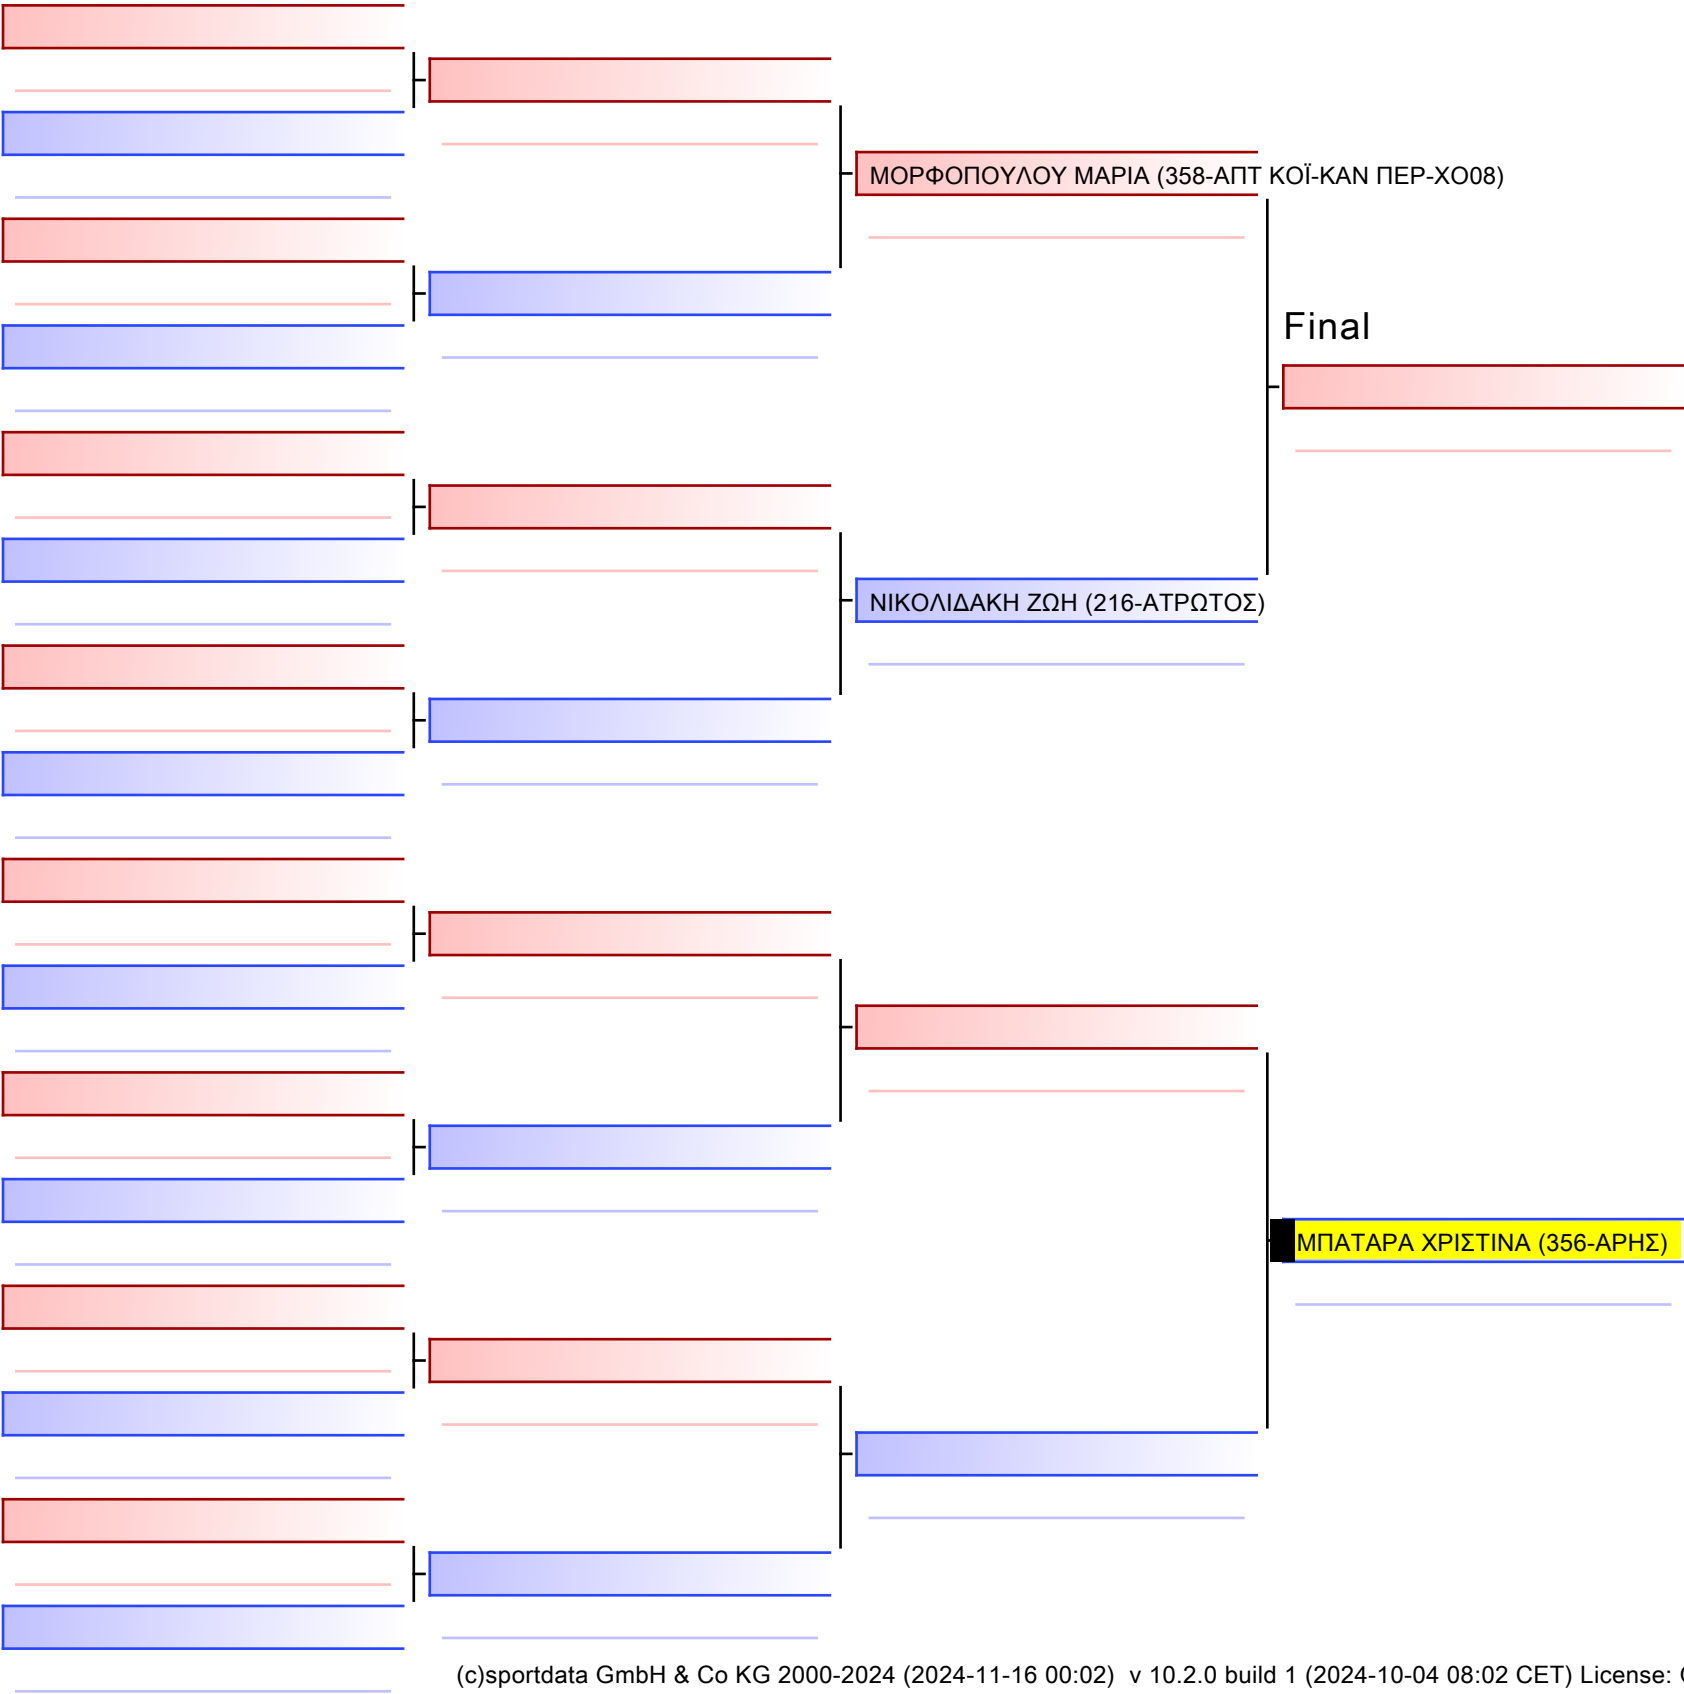 ΜΟΡΦΟΠΟΥΛΟΥ ΜΑΡΙΑ (358-ΑΠΤ ΚΟΪ-ΚΑΝ ΠΕΡ-ΧΟ08)
Final
ΝΙΚΟΛΙΔΑΚΗ ΖΩΗ (216-ΑΤΡΩΤΟΣ)
ΜΠΑΤΑΡΑ ΧΡΙΣΤΙΝΑ (356-ΑΡΗΣ)
(c)sportdata GmbH & Co KG 2000-2024 (2024-11-16 00:02) v 10.2.0 build 1 (2024-10-04 08:02 CET) License: